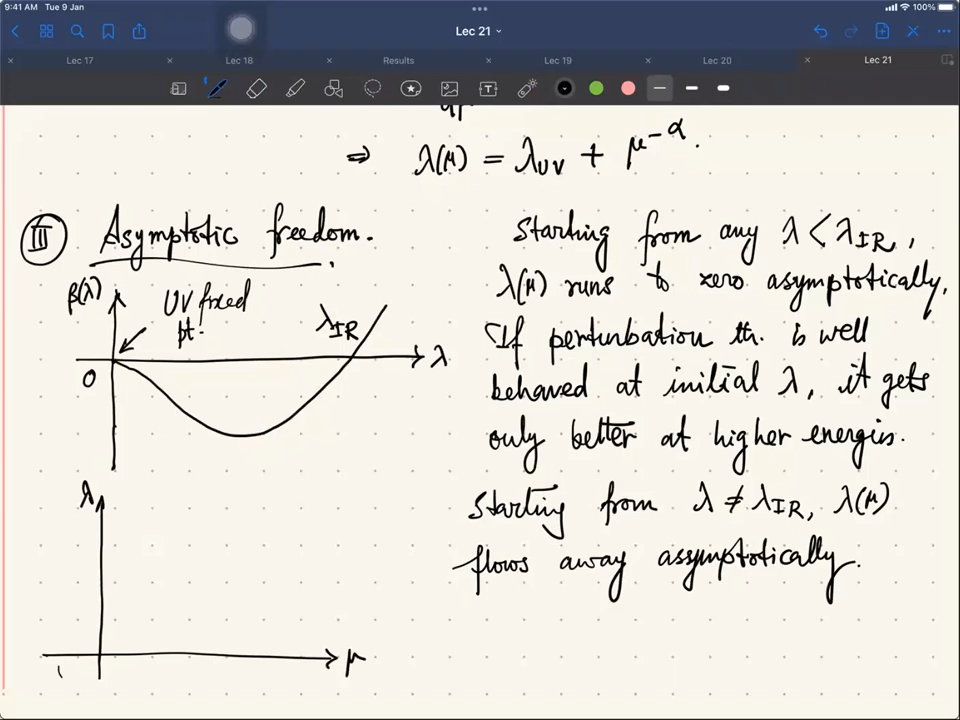 9:41 AM Tue 9 Jan
100%
Lec 21
Lec 17
Lec 18
Results
Lec 19
Lec 20
Lec 21
⇒ λ(μ) = λUV + μ^-α.
III Asymptotic freedom.
β(λ)
UV fixed
pt.
λIR
λ
0
Starting from any λ < λIR,
λ(μ) runs to zero asymptotically.
If perturbation th. is well
behaved at initial λ, it gets
only better at higher energies.
Starting from λ ≠ λIR, λ(μ)
flows away assymptotically.
λ
μ